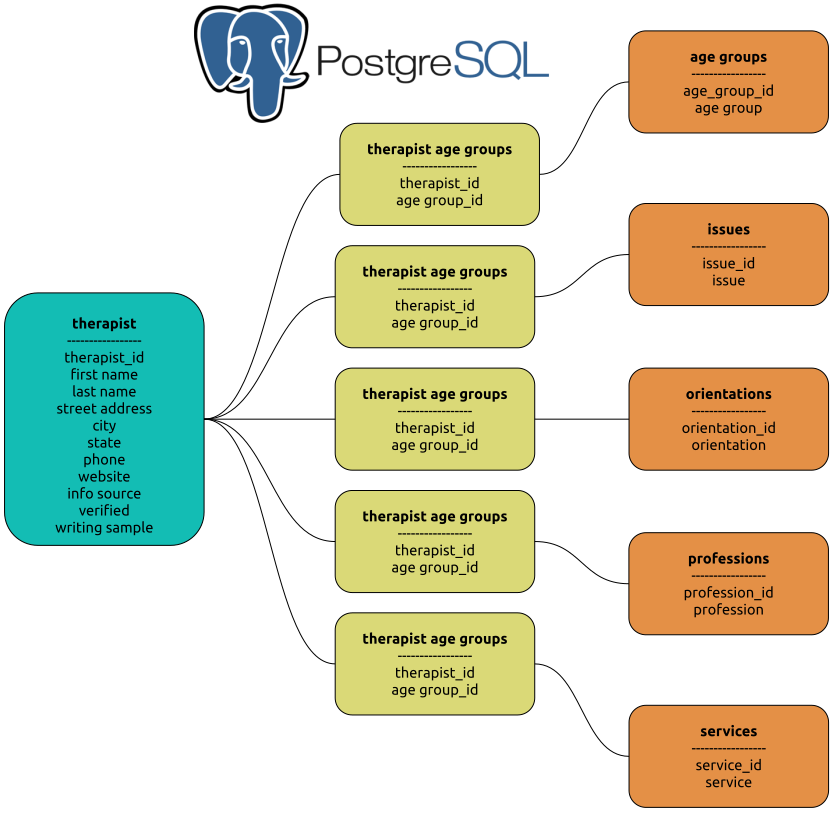 PostgreSQL
age groups
-----------------
age_group_id
age group
therapist age groups
-----------------
therapist_id
age group_id
issues
-----------------
issue_id
issue
therapist age groups
-----------------
therapist_id
age group_id
therapist
-----------------
therapist_id
first name
last name
street address
city
state
phone
website
info source
verified
writing sample
therapist age groups
-----------------
therapist_id
age group_id
orientations
-----------------
orientation_id
orientation
therapist age groups
-----------------
therapist_id
age group_id
professions
-----------------
profession_id
profession
therapist age groups
-----------------
therapist_id
age group_id
services
-----------------
service_id
service